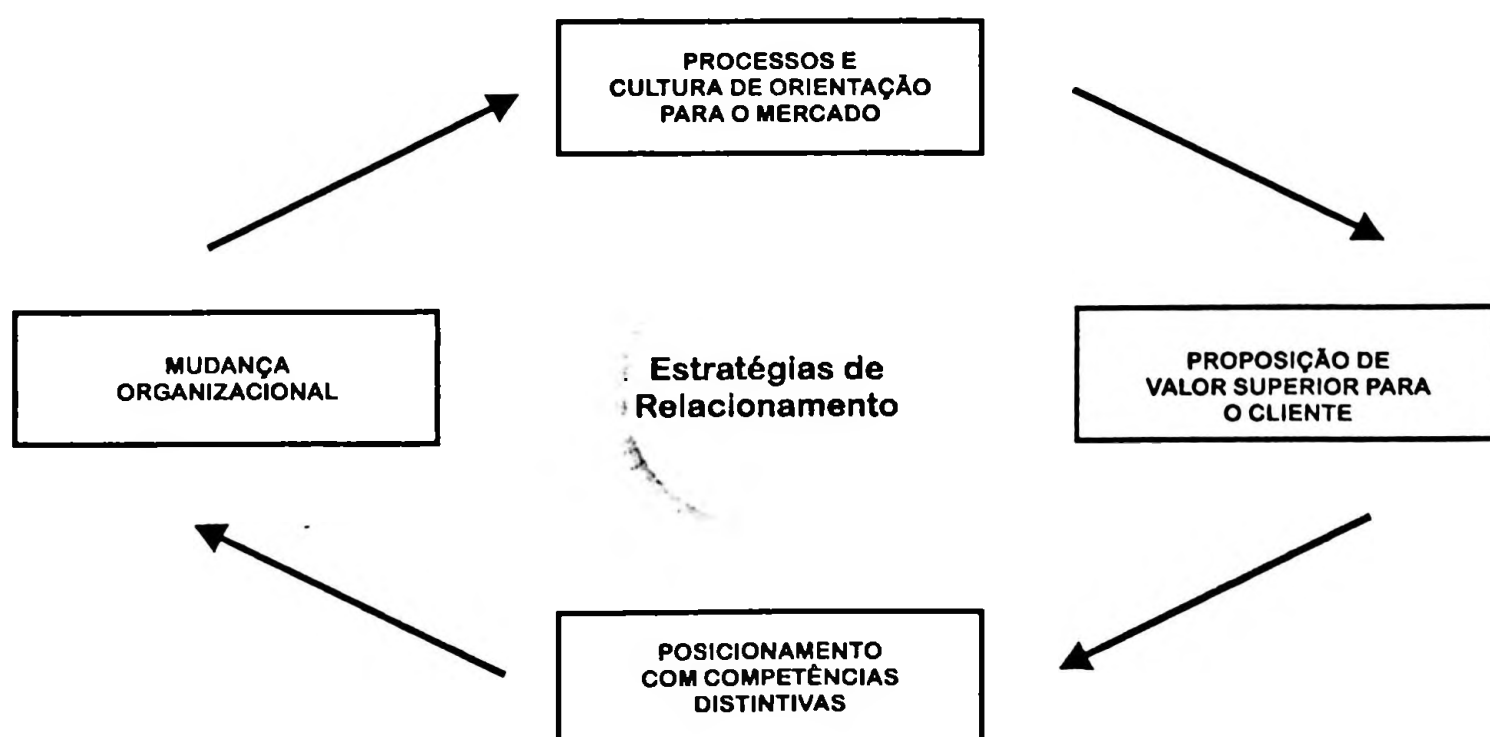 PROCESSOS E
CULTURA DE ORIENTAÇÃO
PARA O MERCADO
MUDANÇA
ORGANIZACIONAL
Estratégias de
Relacionamento
PROPOSIÇÃO DE
VALOR SUPERIOR PARA
O CLIENTE
POSICIONAMENTO
COM COMPETÊNCIAS
DISTINTIVAS